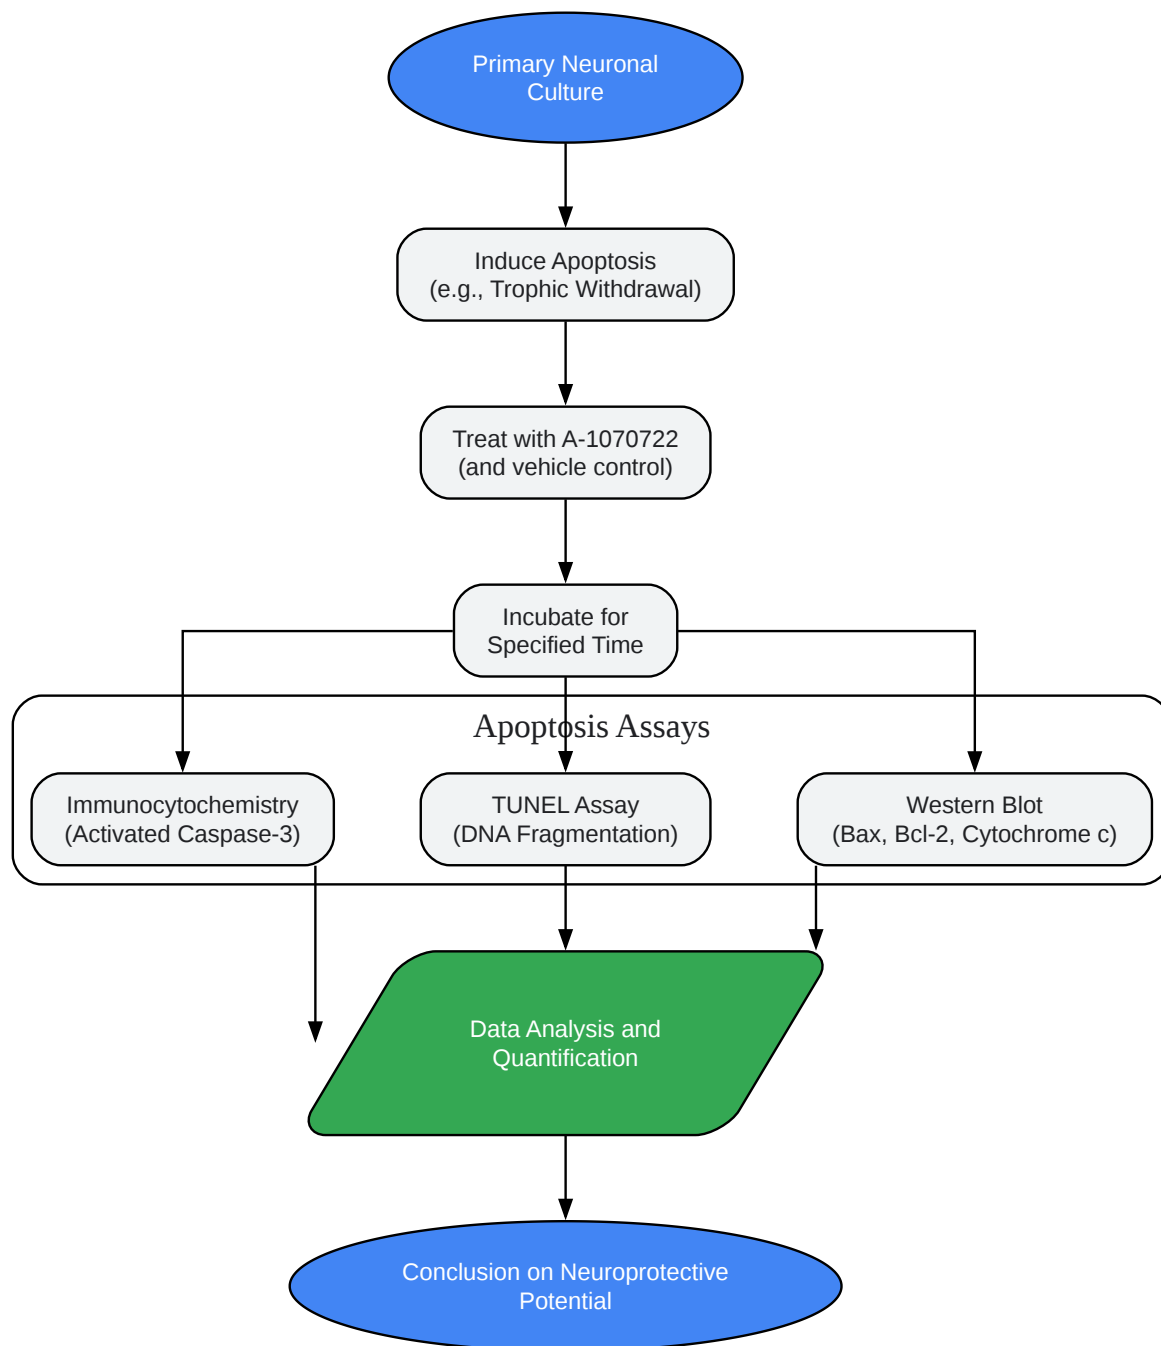 Primary Neuronal
Culture
Induce Apoptosis
(e.g., Trophic Withdrawal)
Treat with A-1070722
(and vehicle control)
Incubate for
Specified Time
Apoptosis Assays
Immunocytochemistry
(Activated Caspase-3)
TUNEL Assay
(DNA Fragmentation)
Western Blot
(Bax, Bcl-2, Cytochrome c)
Data Analysis and
Quantification
Conclusion on Neuroprotective
Potential